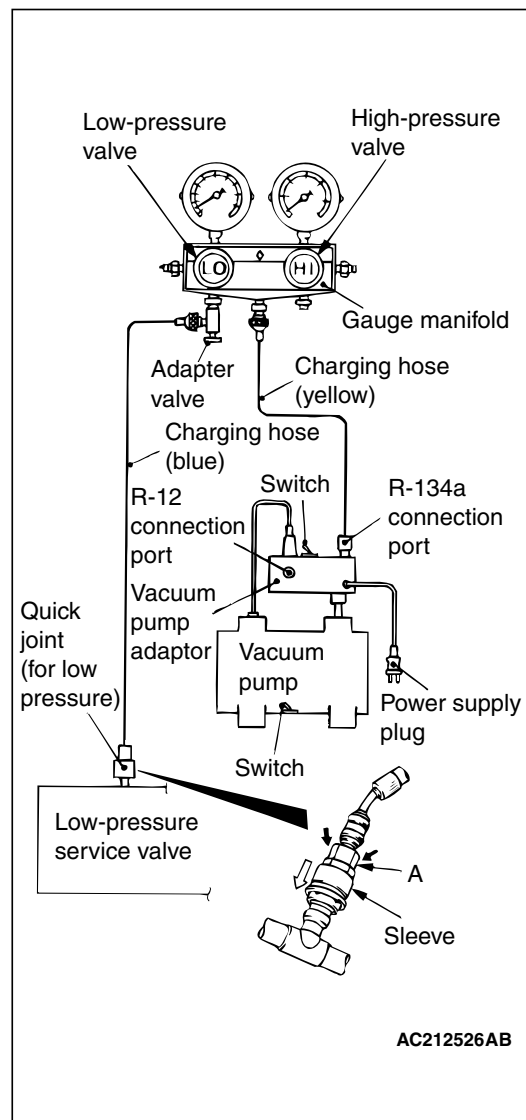 Low-pressure
valve
High-pressure
valve
LO
HI
Gauge manifold
Adapter
valve
Charging hose
(yellow)
Charging hose
(blue)
Switch
R-134a
connection
port
R-12
connection
port
Vacuum
pump
adaptor
Quick
joint
(for low
pressure)
Vacuum
pump
Power supply
plug
Switch
Low-pressure
service valve
A
Sleeve
AC212526AB